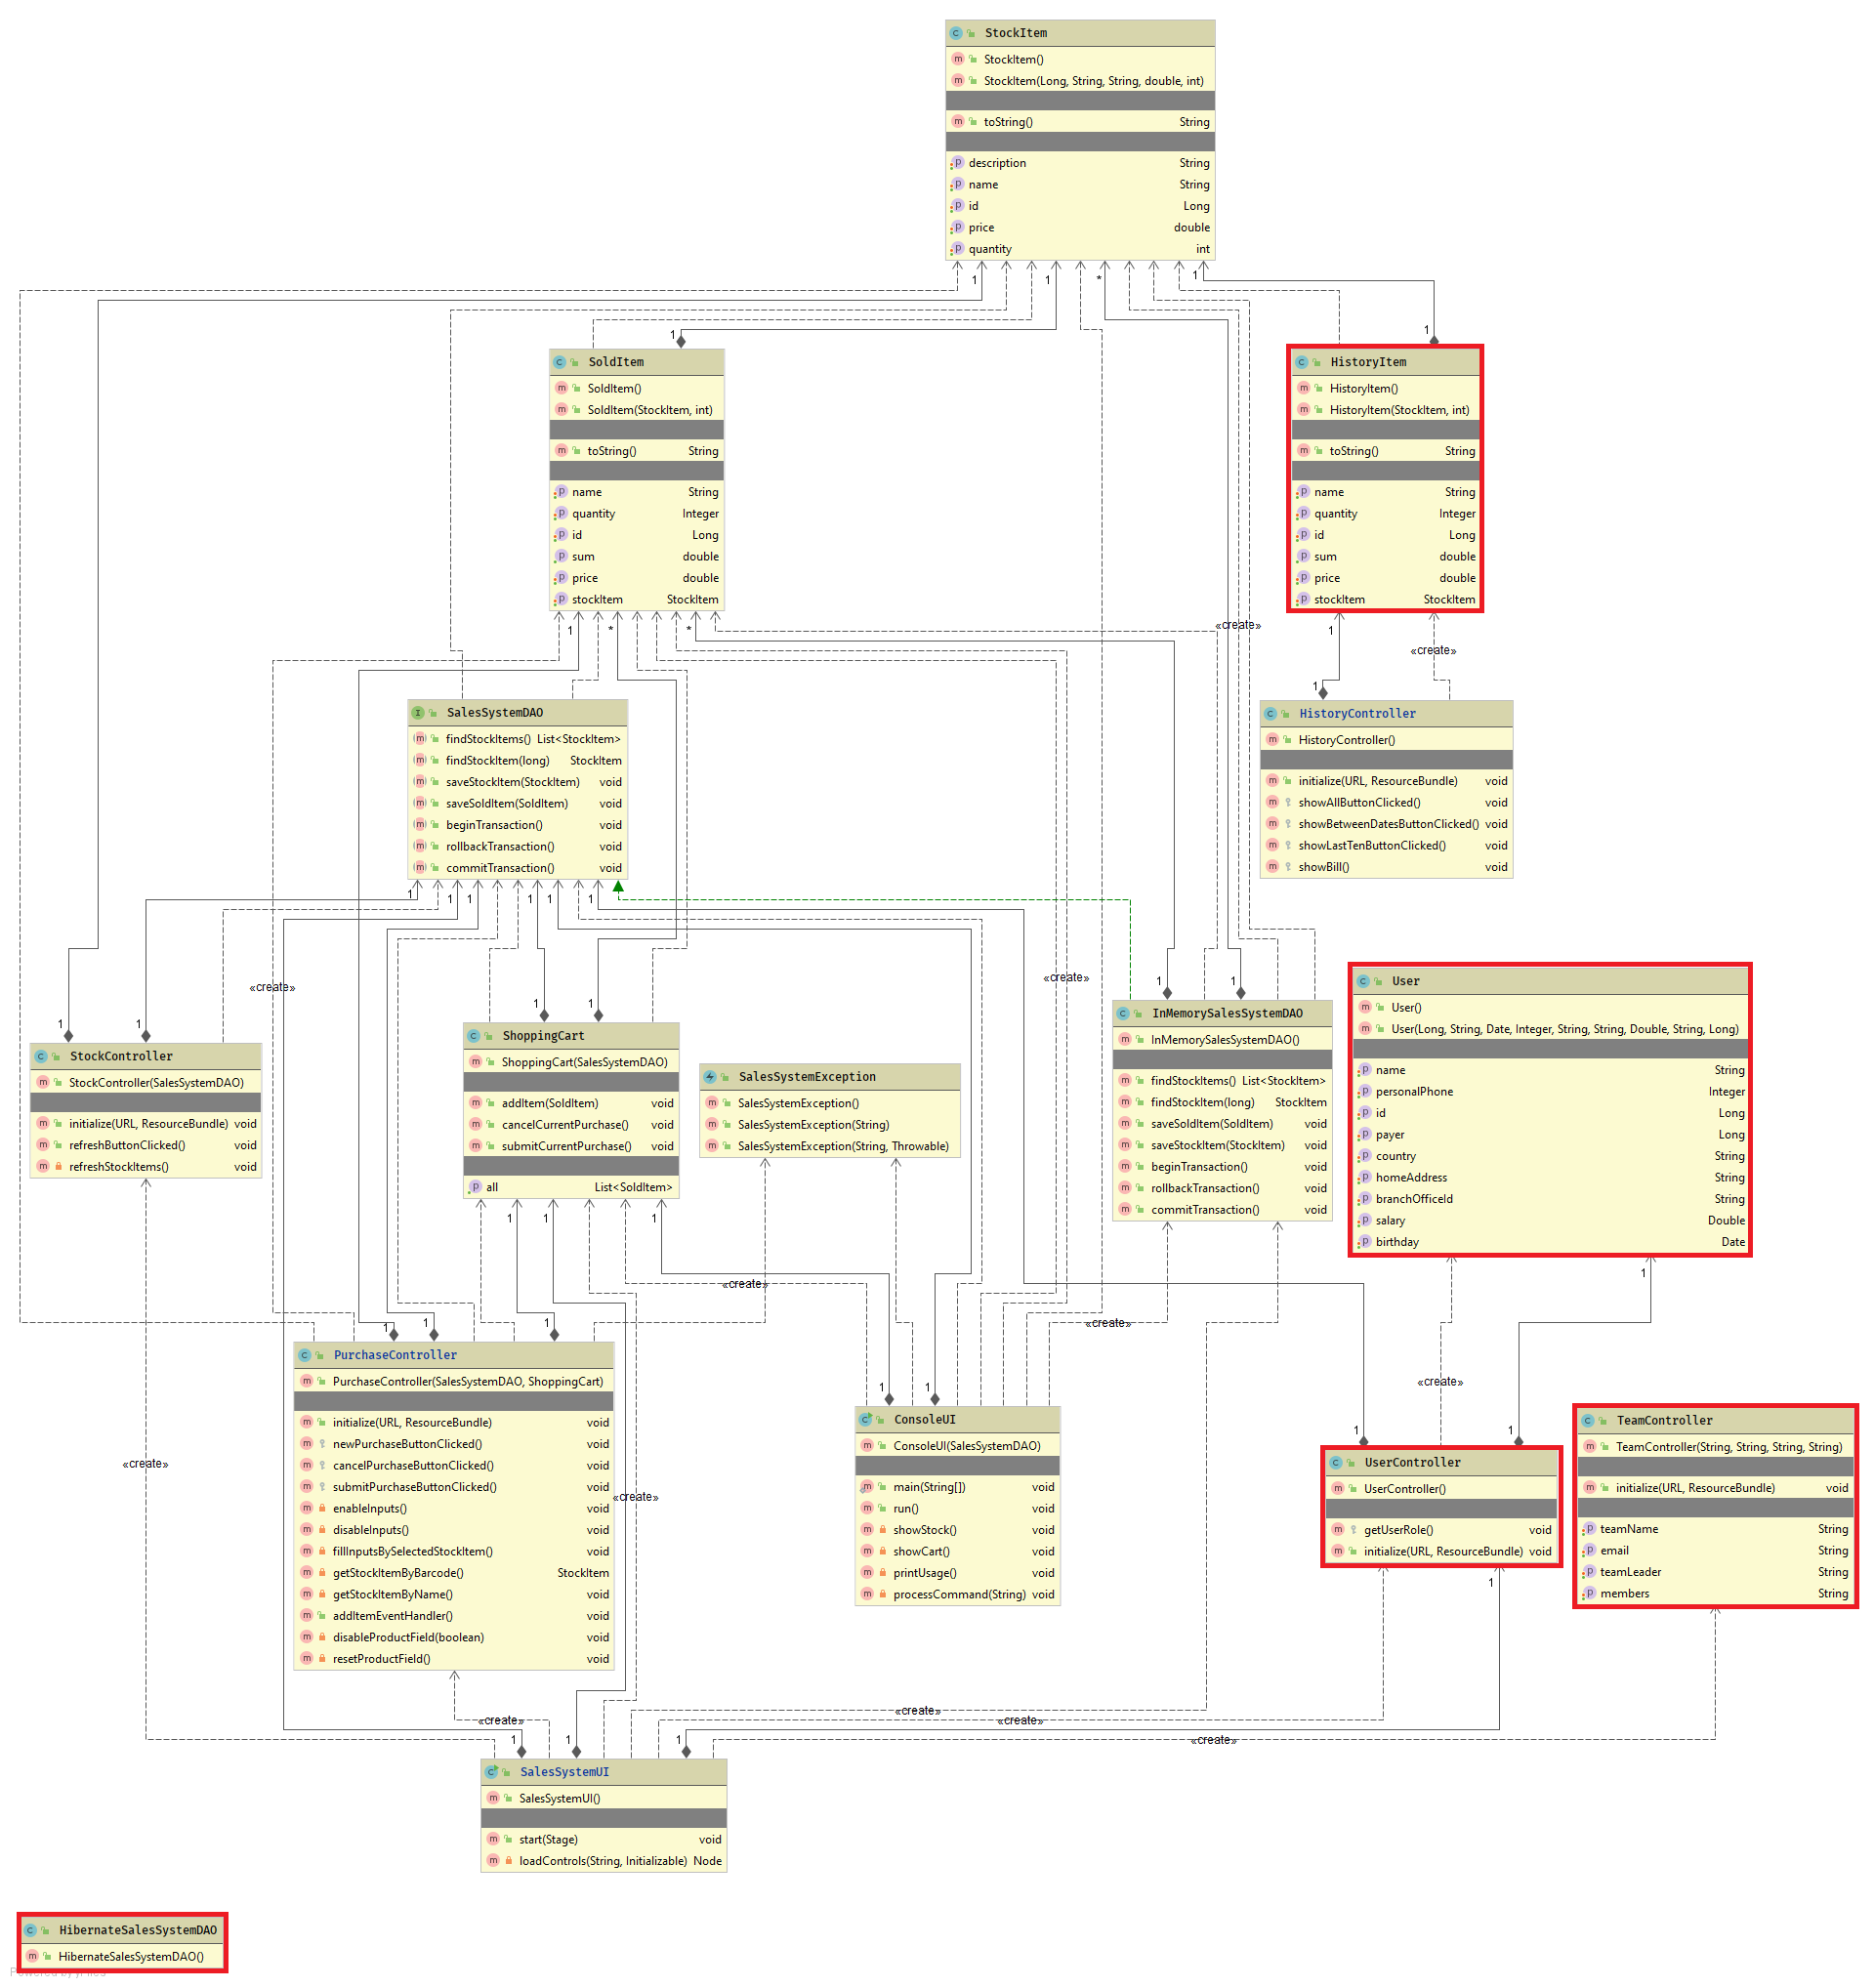 StockItem
StockItem()
StockItem(Long, String, String, double, int)
toString() String
description String
name String
id Long
price double
quantity int
1
1
*
1
1
1
SoldItem
SoldItem()
SoldItem(StockItem, int)
toString() String
name String
quantity Integer
id Long
sum double
price double
stockItem StockItem
HistoryItem
HistoryItem()
HistoryItem(StockItem, int)
toString() String
name String
quantity Integer
id Long
sum double
price double
stockItem StockItem
1
*
*
«create»
1
«create»
1
SalesSystemDAO
findStockItems() List<StockItem>
findStockItem(long) StockItem
saveStockItem(StockItem) void
saveSoldItem(SoldItem) void
beginTransaction() void
rollbackTransaction() void
commitTransaction() void
HistoryController
HistoryController()
initialize(URL, ResourceBundle) void
showAllButtonClicked() void
showBetweenDatesButtonClicked() void
showLastTenButtonClicked() void
showBill() void
1
1
1
1
1
1
«create»
«create»
1
1
1
1
1
1
StockController
StockController(SalesSystemDAO)
initialize(URL, ResourceBundle) void
refreshButtonClicked() void
refreshStockItems() void
ShoppingCart
ShoppingCart(SalesSystemDAO)
addItem(SoldItem) void
cancelCurrentPurchase() void
submitCurrentPurchase() void
all List<SoldItem>
SalesSystemException
SalesSystemException()
SalesSystemException(String)
SalesSystemException(String, Throwable)
InMemorySalesSystemDAO
InMemorySalesSystemDAO()
findStockItems() List<StockItem>
findStockItem(long) StockItem
saveSoldItem(SoldItem) void
saveStockItem(StockItem) void
beginTransaction() void
rollbackTransaction() void
commitTransaction() void
User
User()
User(Long, String, Date, Integer, String, String, Double, String, Long)
name String
personalPhone Integer
id Long
payer Long
country String
homeAddress String
branchOfficeId String
salary Double
birthday Date
1
1
1
1
«create»
«create»
1
1
1
1
«create»
1
1
PurchaseController
PurchaseController(SalesSystemDAO, ShoppingCart)
initialize(URL, ResourceBundle) void
newPurchaseButtonClicked() void
cancelPurchaseButtonClicked() void
submitPurchaseButtonClicked() void
enableInputs() void
disableInputs() void
fillInputsBySelectedStockItem() void
getStockItemByBarcode() StockItem
getStockItemByName() void
addItemEventHandler() void
disableProductField(boolean) void
resetProductField() void
ConsoleUI
ConsoleUI(SalesSystemDAO)
main(String[]) void
run() void
showStock() void
showCart() void
printUsage() void
processCommand(String) void
UserController
UserController()
getUserRole() void
initialize(URL, ResourceBundle) void
TeamController
TeamController(String, String, String, String)
initialize(URL, ResourceBundle) void
teamName String
email String
teamLeader String
members String
«create»
«create»
1
«create»
«create»
«create»
«create»
1
1
1
SalesSystemUI
SalesSystemUI()
start(Stage) void
loadControls(String, Initializable) Node
HibernateSalesSystemDAO
HibernateSalesSystemDAO()